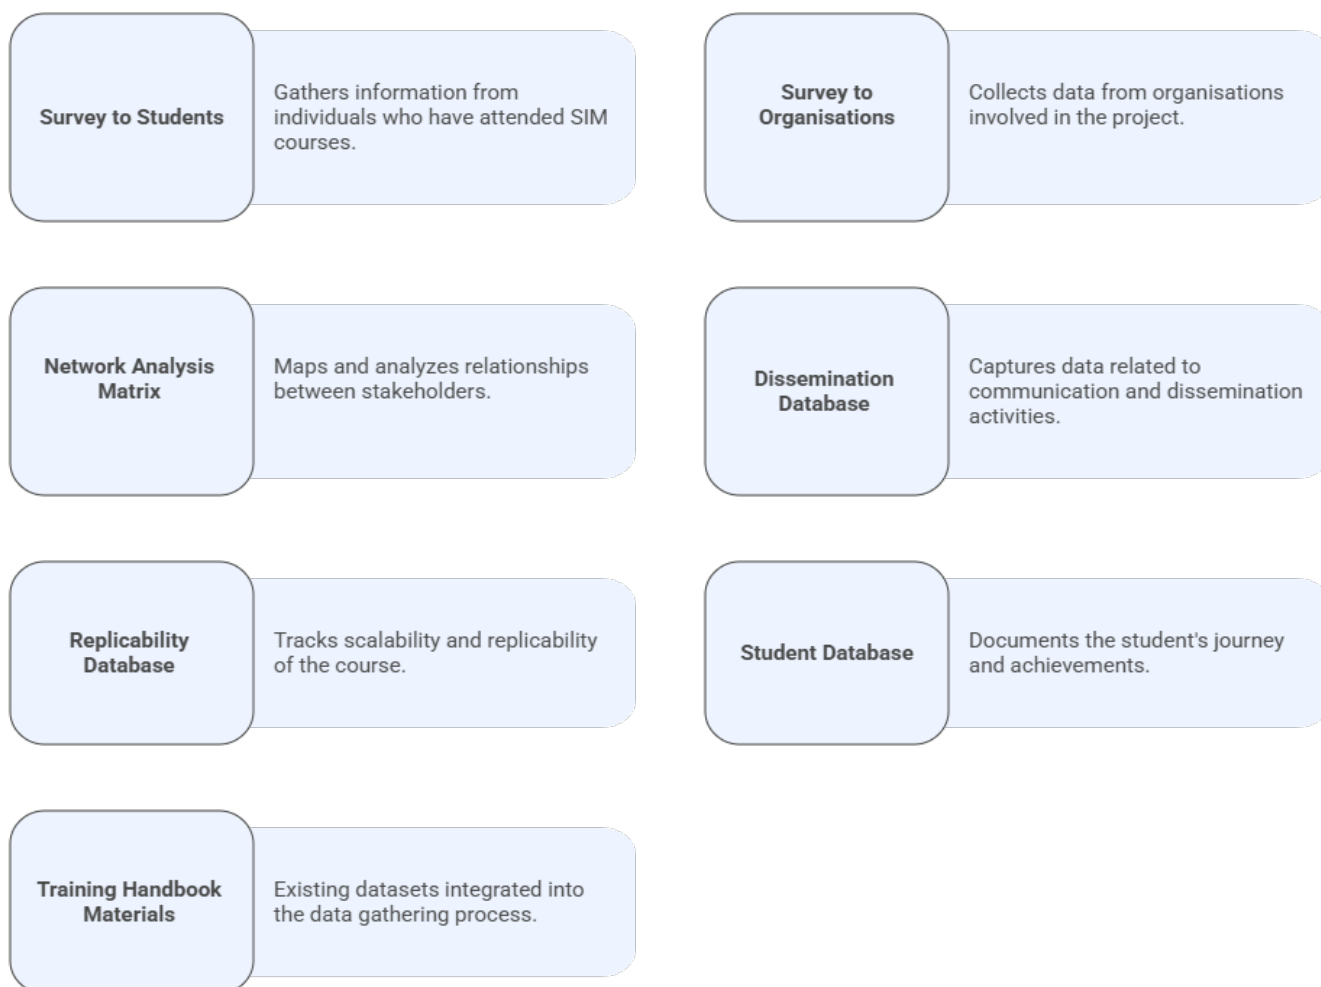 Survey to Students
Gathers information from
individuals who have attended SIM
courses.
Survey to
Organisations
Collects data from organisations
involved in the project.
Network Analysis
Matrix
Maps and analyzes relationships
between stakeholders.
Dissemination
Database
Captures data related to
communication and dissemination
activities.
Replicability
Database
Tracks scalability and replicability
of the course.
Student Database
Documents the student's journey
and achievements.
Training Handbook
Materials
Existing datasets integrated into
the data gathering process.